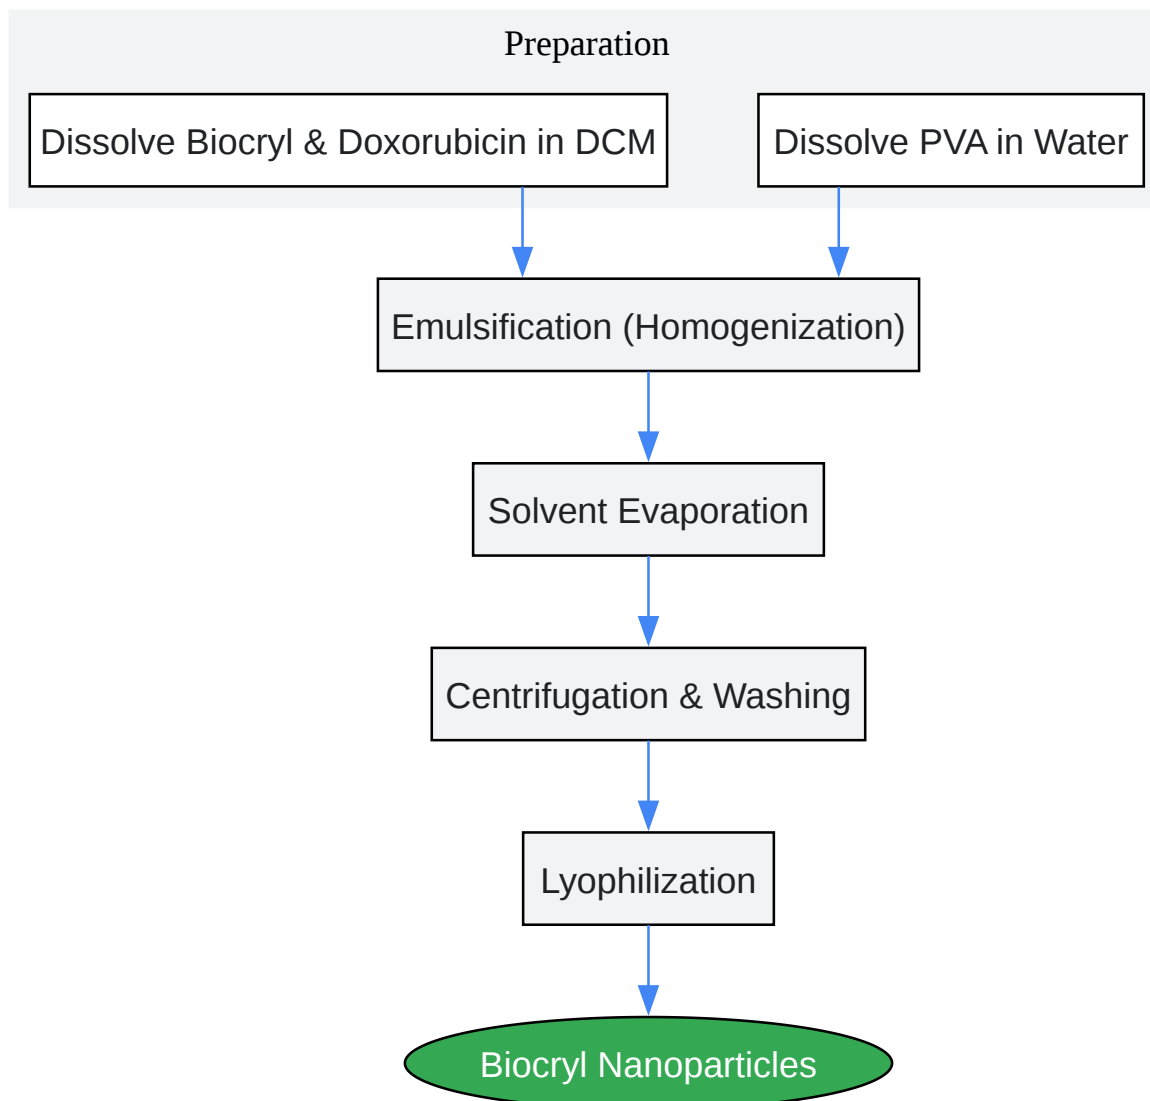 Preparation
Dissolve Biocryl & Doxorubicin in DCM
Dissolve PVA in Water
Emulsification (Homogenization)
Solvent Evaporation
Centrifugation & Washing
Lyophilization
Biocryl Nanoparticles